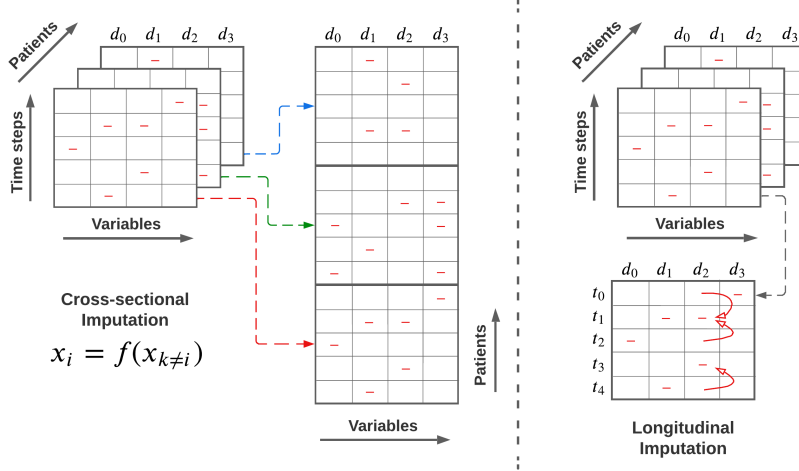 Patients
d0 d1 d2 d3
Time steps
Variables
Cross-sectional
Imputation
xi = f(xk≠i)
d0 d1 d2 d3
Patients
Variables
Patients
d0 d1 d2 d3
Time steps
Variables
d0 d1 d2 d3
t0
t1
t2
t3
t4
Longitudinal
Imputation